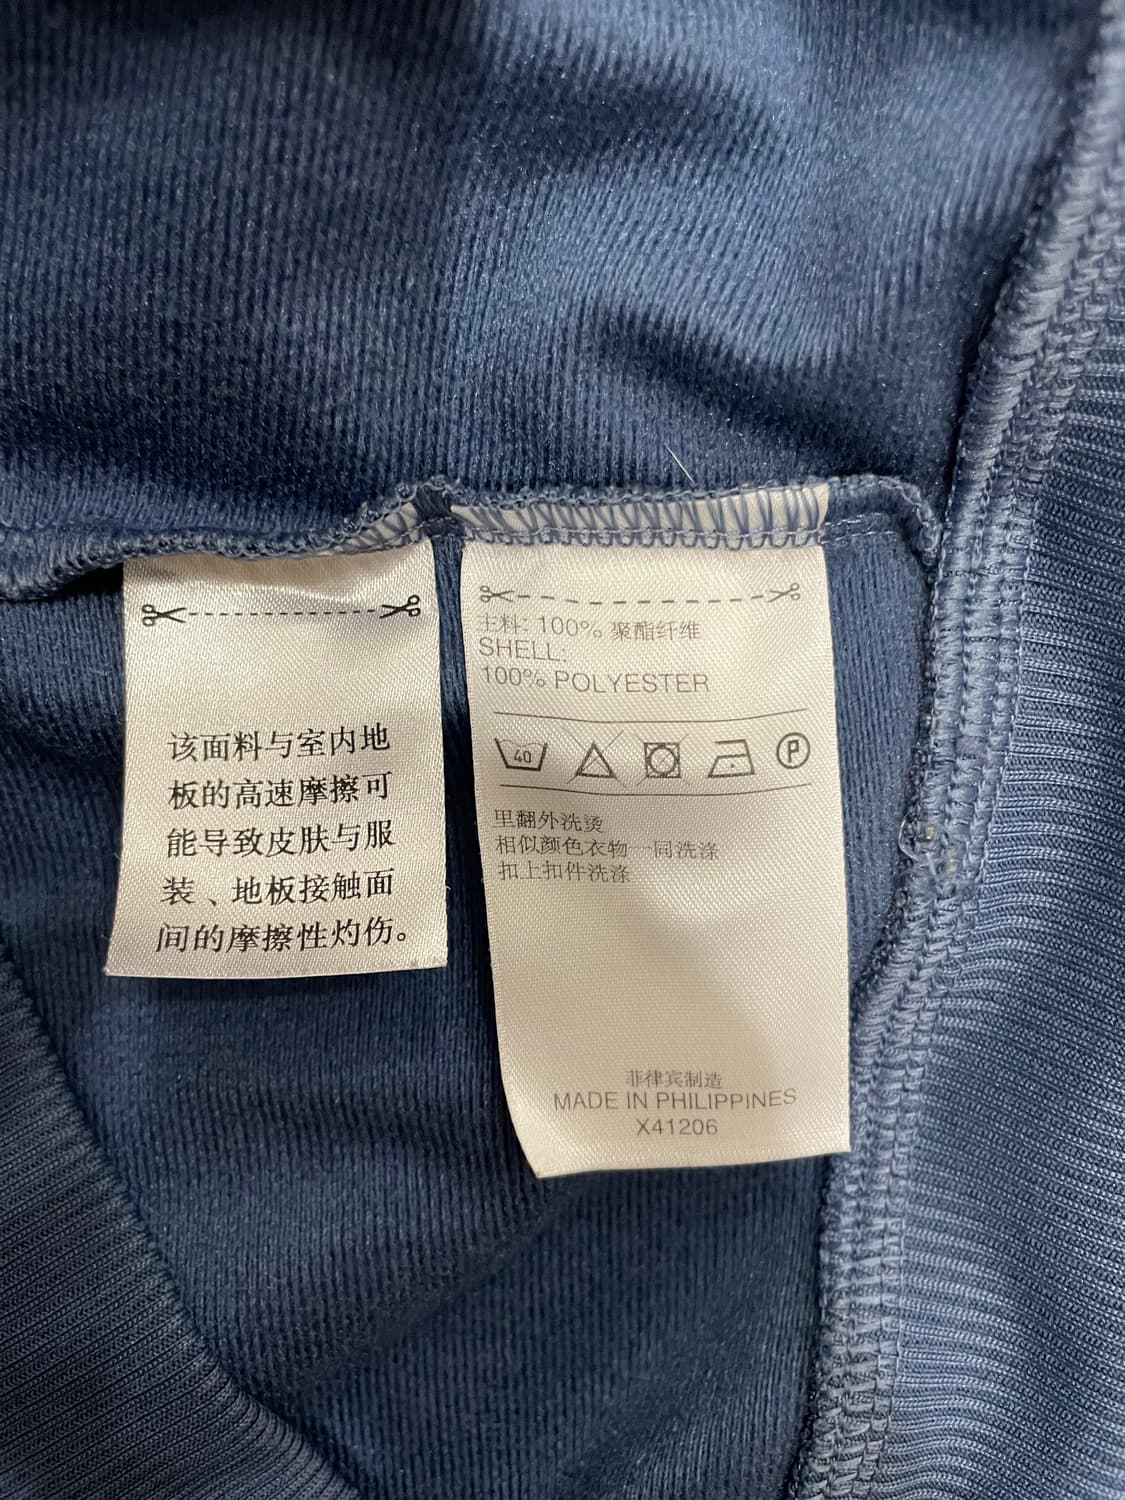 该面料与室内地
板的高速摩擦可
能导致皮肤与服
装、地板接触面
间的摩擦性灼伤。
主料: 100% 聚酯纤维
SHELL:
100% POLYESTER
40
P
里翻外洗烫
相似颜色衣物一同洗涤
扣上扣件洗涤
菲律宾制造
MADE IN PHILIPPINES
X41206